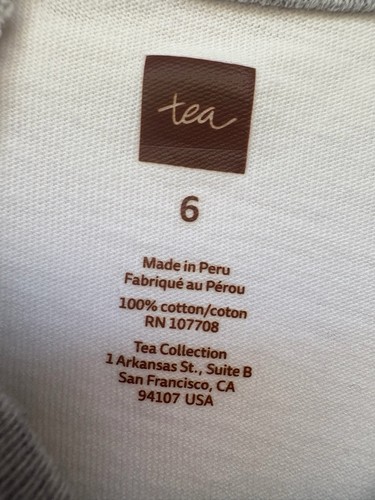 tea
6
Made in Peru
Fabriqué au Pérou
100% cotton/coton
RN 107708
Tea Collection
1 Arkansas St., Suite B
San Francisco, CA
94107 USA